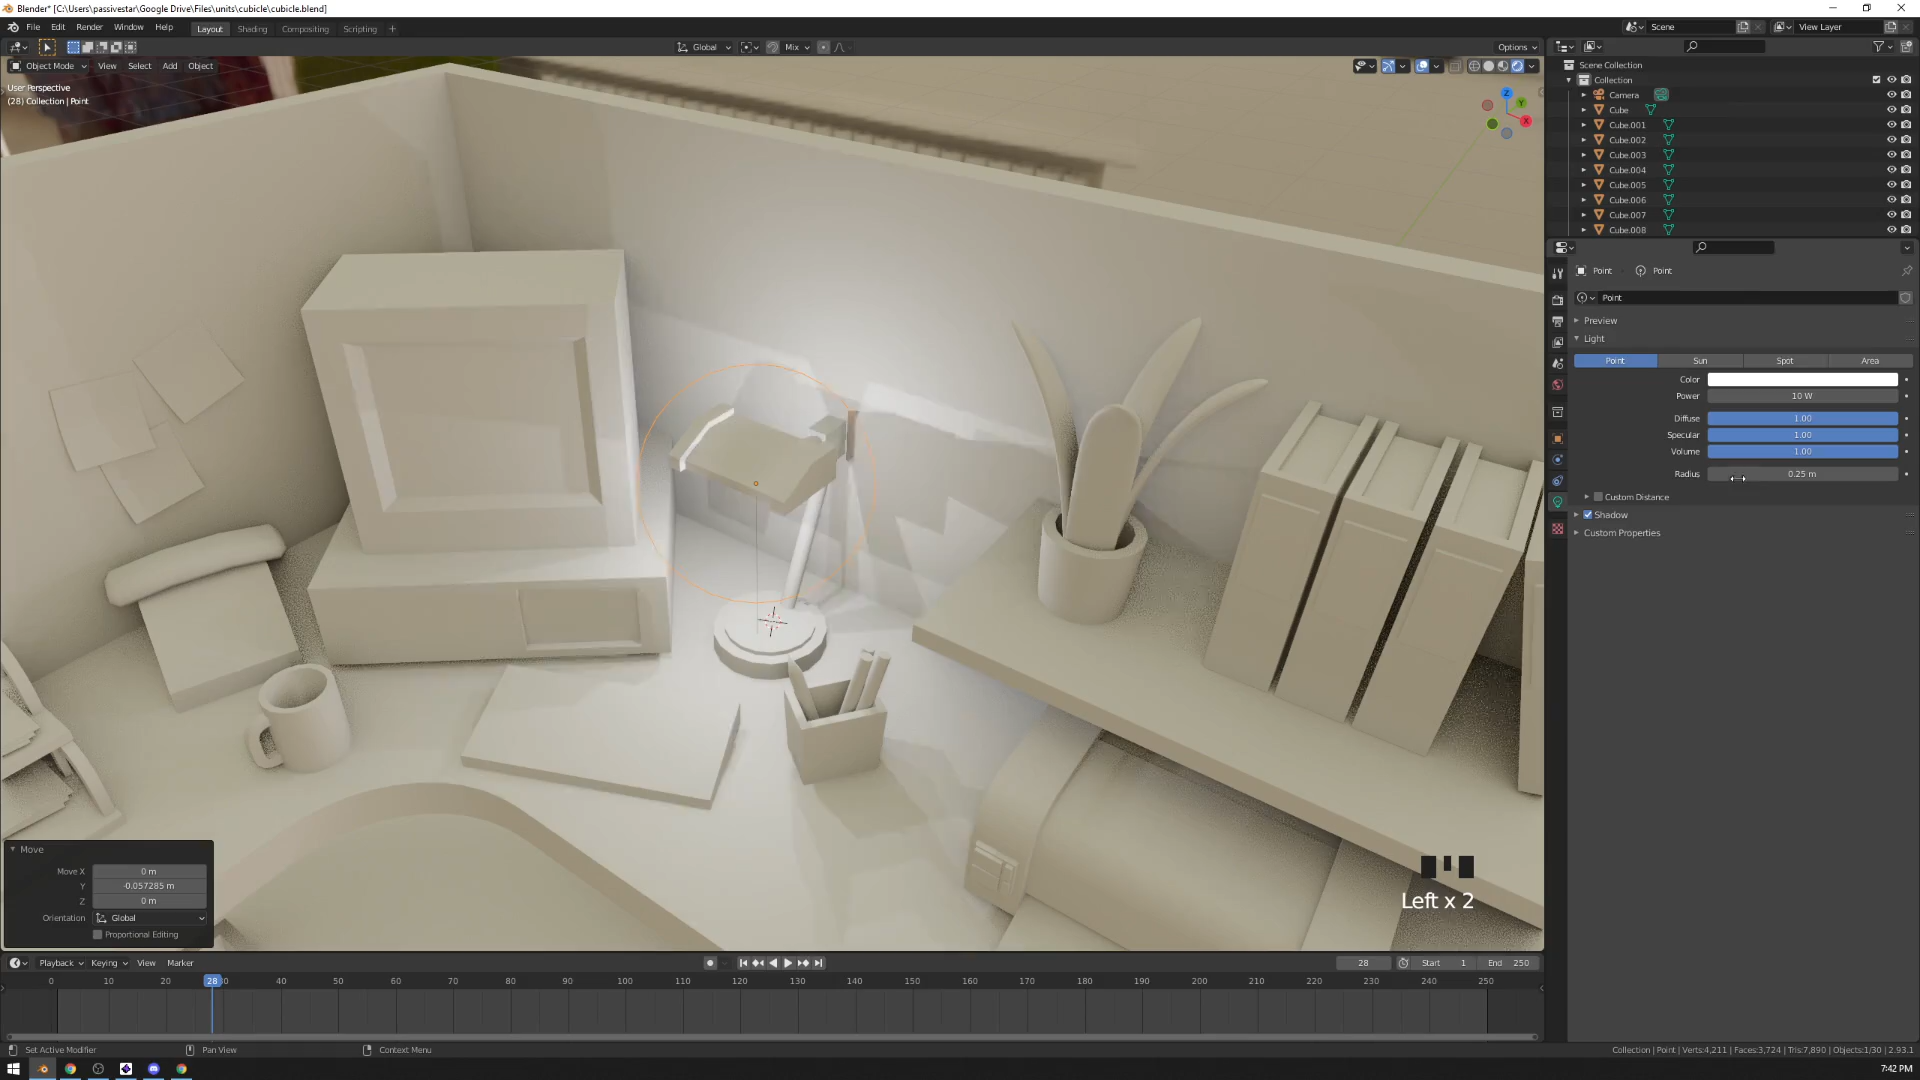 Blender* [C:\Users\passivestar\Google Drive\Files\units\cubicle\cubicle.blend]
File Edit Render Window Help Layout Shading Compositing Scripting + Scene View Layer
Global Mix Options
Object Mode View Select Add Object
User Perspective
(28) Collection | Point
Z
Y
X
Scene Collection
Collection
Camera
Cube
Cube.001
Cube.002
Cube.003
Cube.004
Cube.005
Cube.006
Cube.007
Cube.008
Point Point
Point
Preview
Light
Point Sun Spot Area
Color
Power 10 W
Diffuse 1.00
Specular 1.00
Volume 1.00
Radius 0.25 m
Custom Distance
Shadow
Custom Properties
Move
Move X 0 m
Y -0.057285 m
Z 0 m
Orientation Global
Proportional Editing
Left x 2
Playback Keying View Marker 28 Start 1 End 250
0 10 20 28 30 40 50 60 70 80 90 100 110 120 130 140 150 160 170 180 190 200 210 220 230 240 250
Set Active Modifier Pan View Context Menu Collection | Point | Verts:4,211 | Faces:3,724 | Tris:7,890 | Objects:1/30 | 2.93.1
7:42 PM